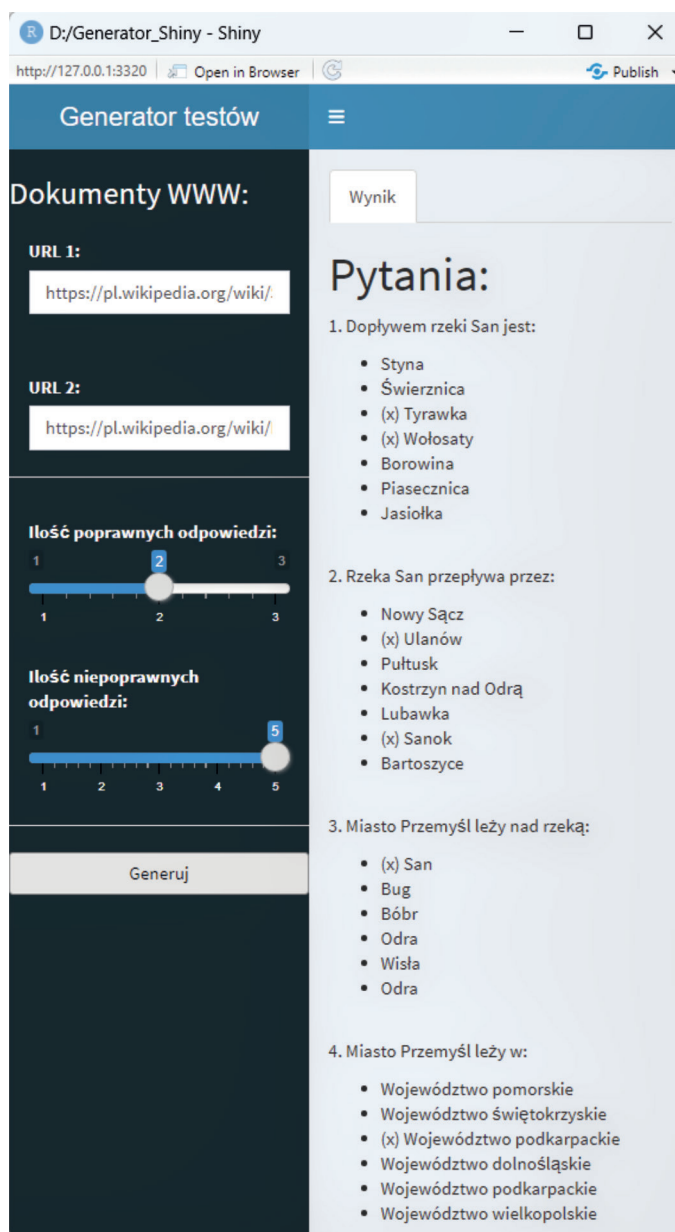 D:/Generator_Shiny - Shiny
http://127.0.0.1:3320 Open in Browser Publish
Generator testów
Dokumenty WWW:
URL 1:
https://pl.wikipedia.org/wiki/
URL 2:
https://pl.wikipedia.org/wiki/
Ilość poprawnych odpowiedzi:
1 2 3
1 2 3
Ilość niepoprawnych
odpowiedzi:
1 5
1 2 3 4 5
Generuj
Wynik
Pytania:
1. Dopływem rzeki San jest:
• Styna
• Świerznica
• (x) Tyrawka
• (x) Wołosaty
• Borowina
• Piasecznica
• Jasiołka
2. Rzeka San przepływa przez:
• Nowy Sącz
• (x) Ulanów
• Pułtusk
• Kostrzyn nad Odrą
• Lubawka
• (x) Sanok
• Bartoszyce
3. Miasto Przemyśl leży nad rzeką:
• (x) San
• Bug
• Bóbr
• Odra
• Wisła
• Odra
4. Miasto Przemyśl leży w:
• Województwo pomorskie
• Województwo świętokrzyskie
• (x) Województwo podkarpackie
• Województwo dolnośląskie
• Województwo podkarpackie
• Województwo wielkopolskie